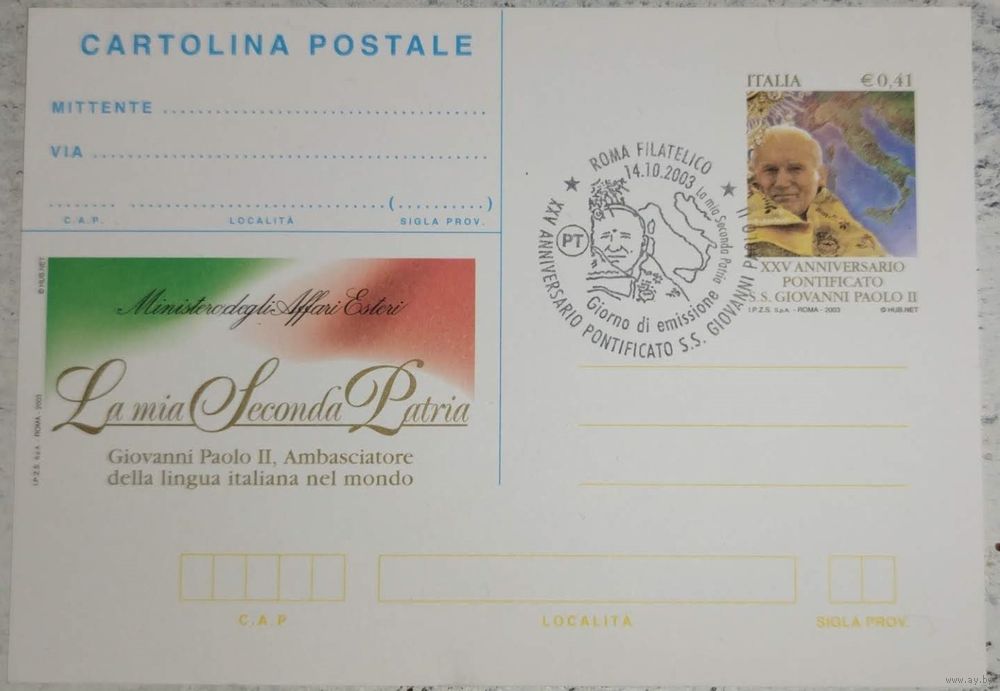 CARTOLINA POSTALE
MITTENTE ..........................................
VIA ..................................................
........ ................................(..........)
C.A.P. LOCALITÀ SIGLA PROV.
© HUB.NET
I.P.Z.S. S.p.A. - ROMA - 2003
Ministero degli Affari Esteri
La mia Seconda Patria
Giovanni Paolo II, Ambasciatore
della lingua italiana nel mondo
ROMA FILATELICO
14.10.2003
La mia Seconda Patria
PT
Giorno di emissione
XXV ANNIVERSARIO PONTIFICATO S.S. GIOVANNI PAOLO II
ITALIA € 0,41
XXV ANNIVERSARIO
PONTIFICATO
S.S. GIOVANNI PAOLO II
I.P.Z.S. S.p.A. - ROMA - 2003 © HUB.NET
C.A.P LOCALITÀ SIGLA PROV.
www.ay.by